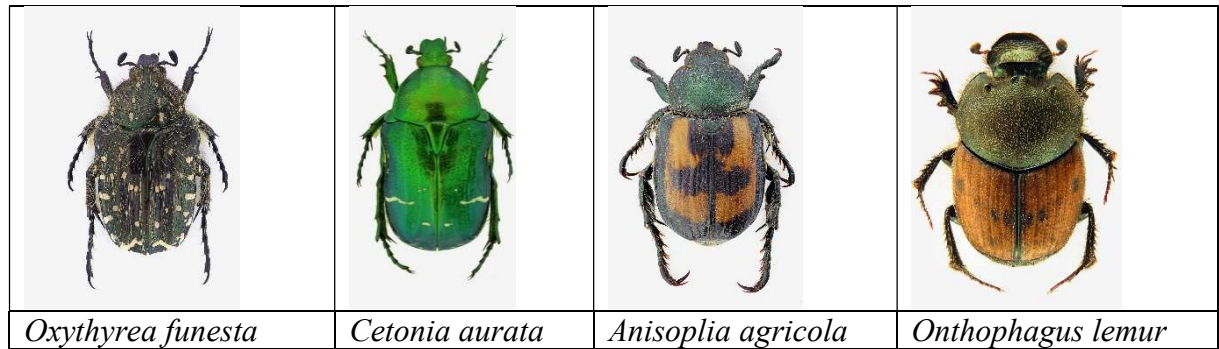 Oxythyrea funesta
Cetonia aurata
Anisoplia agricola
Onthophagus lemur